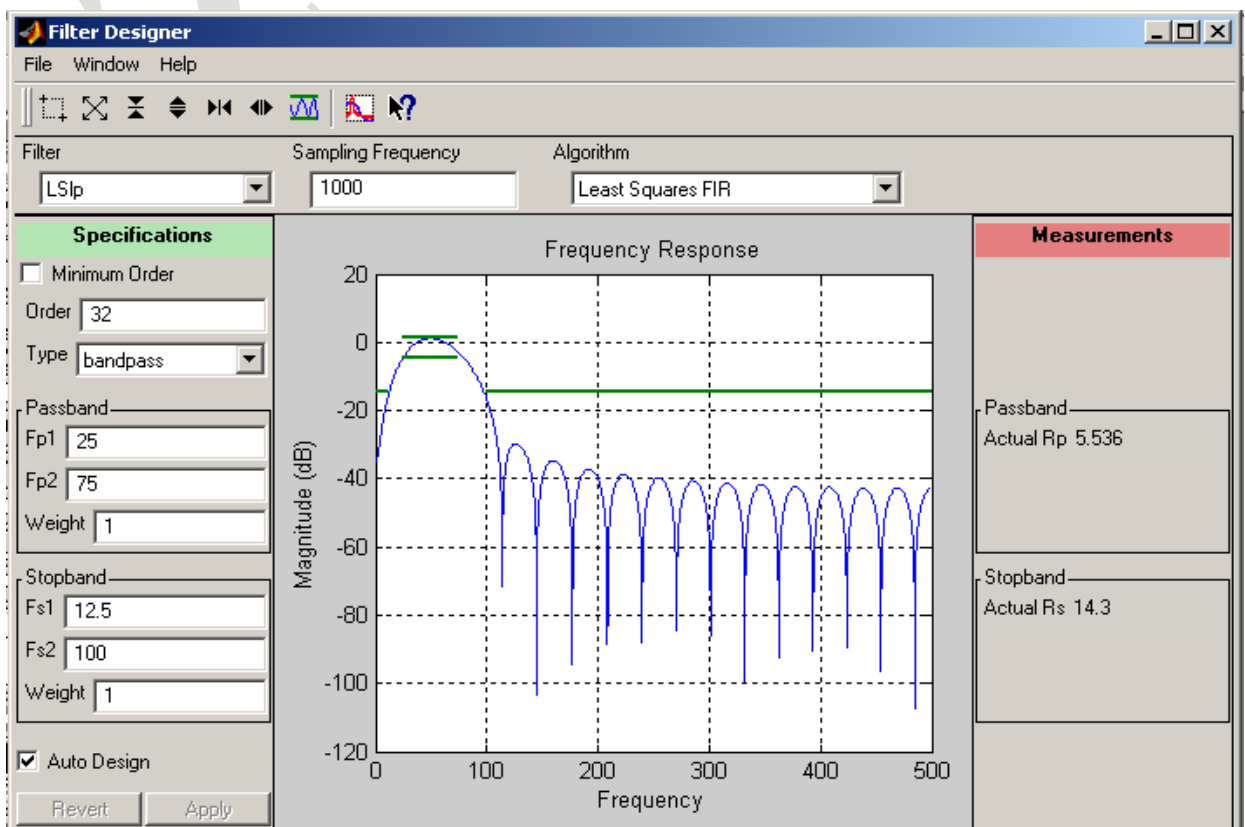 Filter Designer
File Window Help
Filter
LSlp
Sampling Frequency
1000
Algorithm
Least Squares FIR
Specifications
Minimum Order
Order 32
Type bandpass
Passband
Fp1 25
Fp2 75
Weight 1
Stopband
Fs1 12.5
Fs2 100
Weight 1
Auto Design
Revert Apply
Frequency Response
Magnitude (dB)
20
0
-20
-40
-60
-80
-100
-120
0 100 200 300 400 500
Frequency
Measurements
Passband
Actual Rp 5.536
Stopband
Actual Rs 14.3